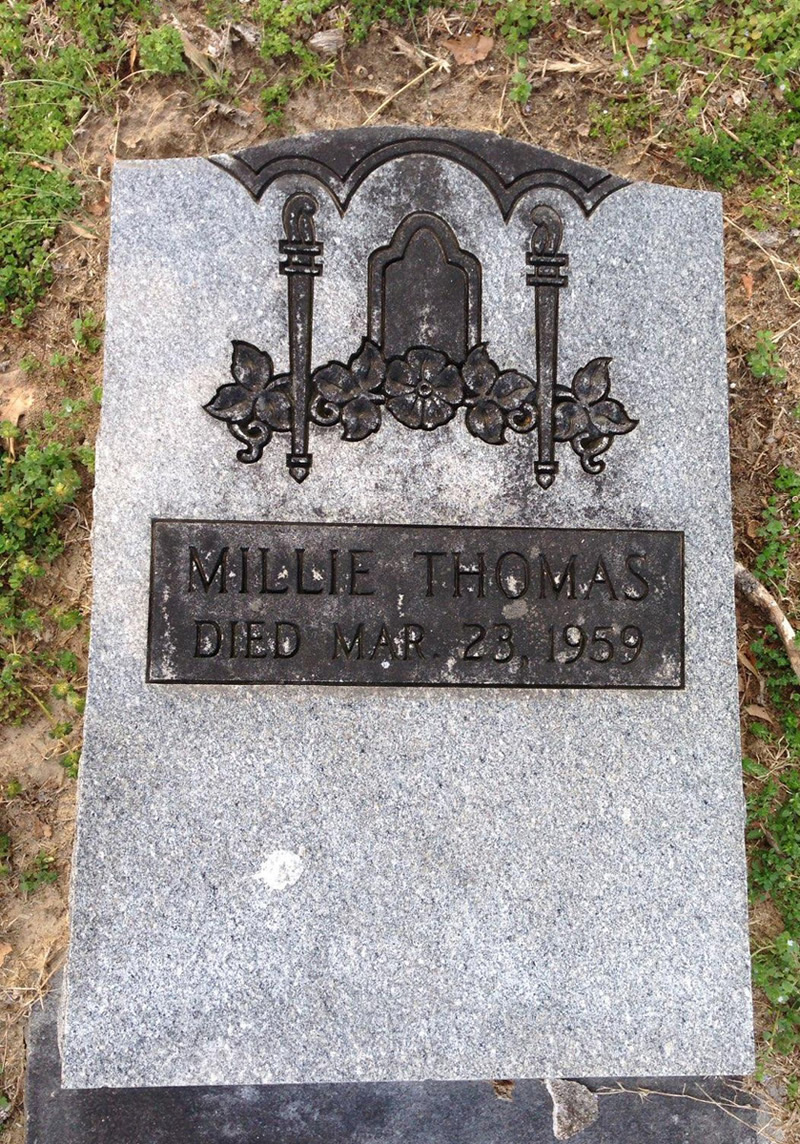 MILLIE THOMAS
DIED MAR. 23, 1959